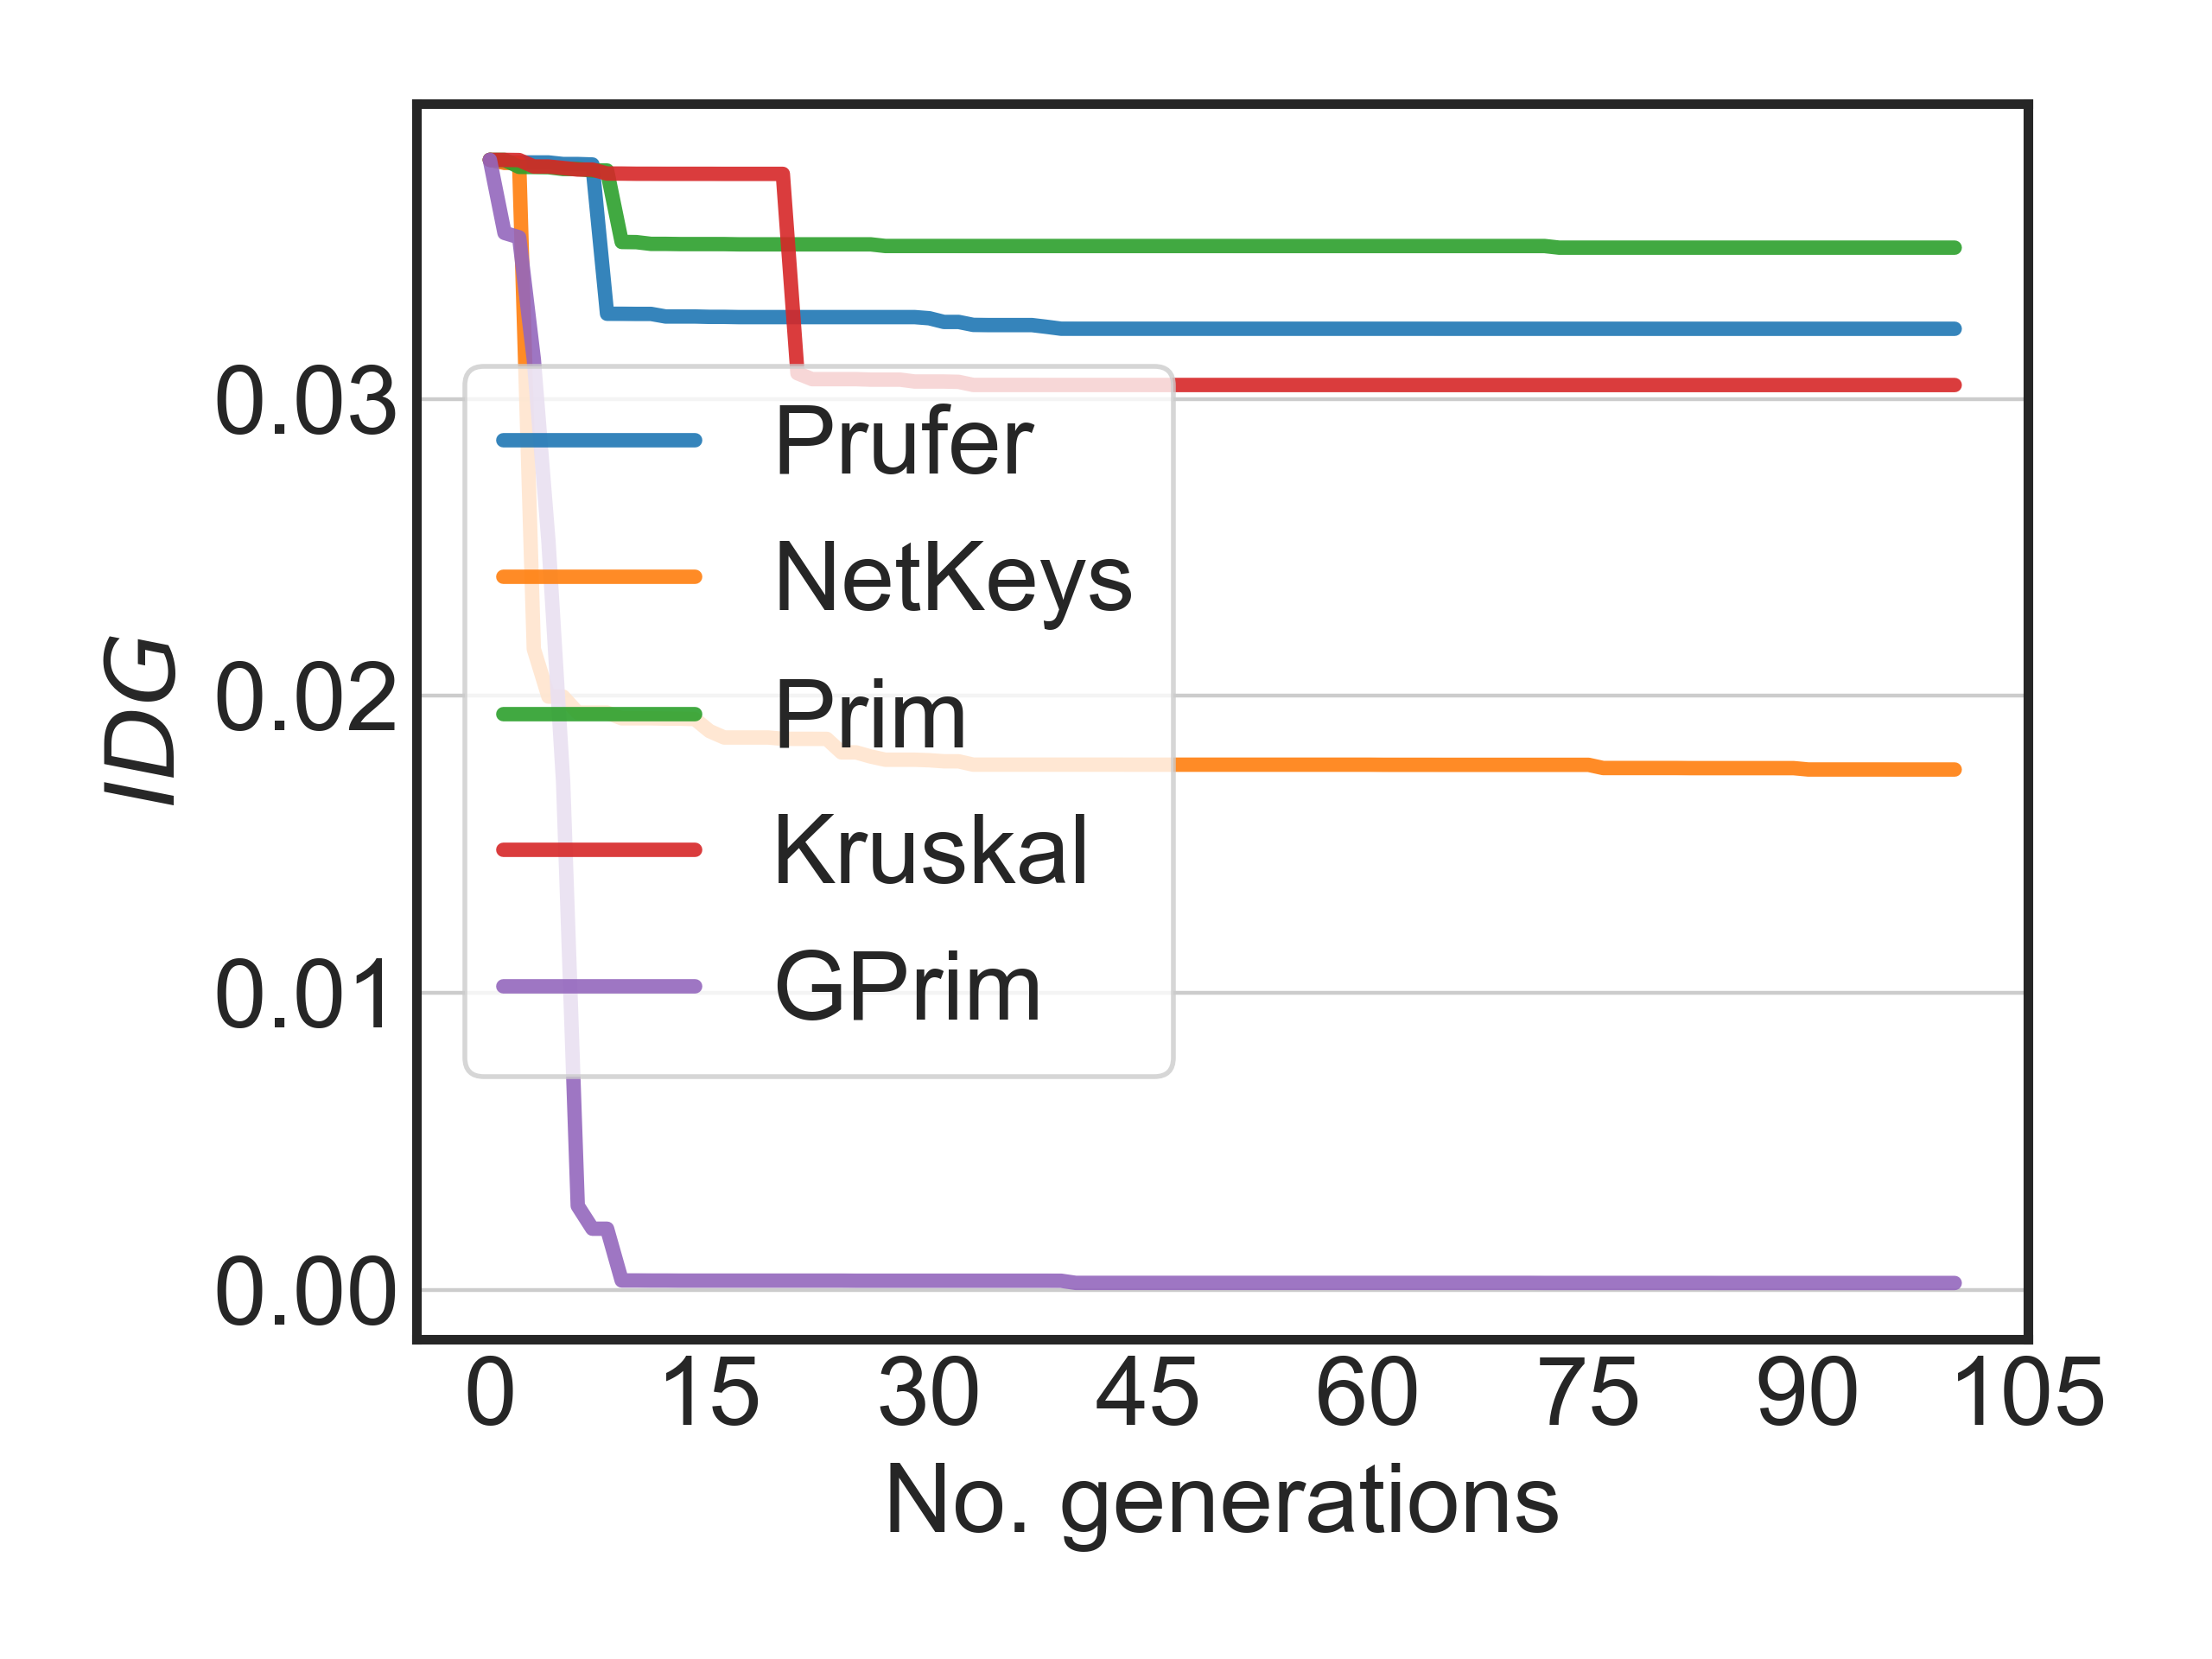 IDG
0.03
0.02
0.01
0.00
Prufer
NetKeys
Prim
Kruskal
GPrim
0 15 30 45 60 75 90 105
No. generations